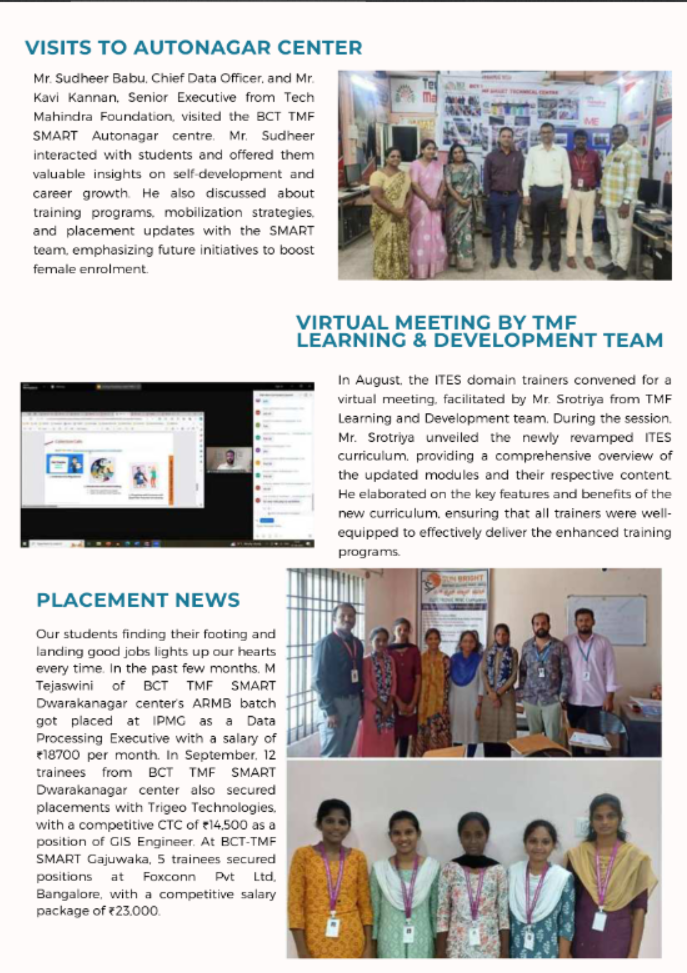 VISITS TO AUTONAGAR CENTER
Mr. Sudheer Babu, Chief Data Officer, and Mr.
Kavi Kannan, Senior Executive from Tech
Mahindra Foundation, visited the BCT TMF
SMART Autonagar centre. Mr. Sudheer
interacted with students and offered them
valuable insights on self-development and
career growth. He also discussed about
training programs, mobilization strategies,
and placement updates with the SMART
team, emphasizing future initiatives to boost
female enrolment.
VIRTUAL MEETING BY TMF
LEARNING & DEVELOPMENT TEAM
In August, the ITES domain trainers convened for a
virtual meeting, facilitated by Mr. Srotriya from TMF
Learning and Development team. During the session,
Mr. Srotriya unveiled the newly revamped ITES
curriculum, providing a comprehensive overview of
the updated modules and their respective content.
He elaborated on the key features and benefits of the
new curriculum, ensuring that all trainers were well-
equipped to effectively deliver the enhanced training
programs.
PLACEMENT NEWS
Our students finding their footing and
landing good jobs lights up our hearts
every time. In the past few months, M
Tejaswini of BCT TMF SMART
Dwarakanagar center's ARMB batch
got placed at IPMG as a Data
Processing Executive with a salary of
₹18700 per month. In September, 12
trainees from BCT TMF SMART
Dwarakanagar center also secured
placements with Trigeo Technologies,
with a competitive CTC of ₹14,500 as a
position of GIS Engineer. At BCT-TMF
SMART Gajuwaka, 5 trainees secured
positions at Foxconn Pvt Ltd,
Bangalore, with a competitive salary
package of ₹23,000.
SUN BRIGHT